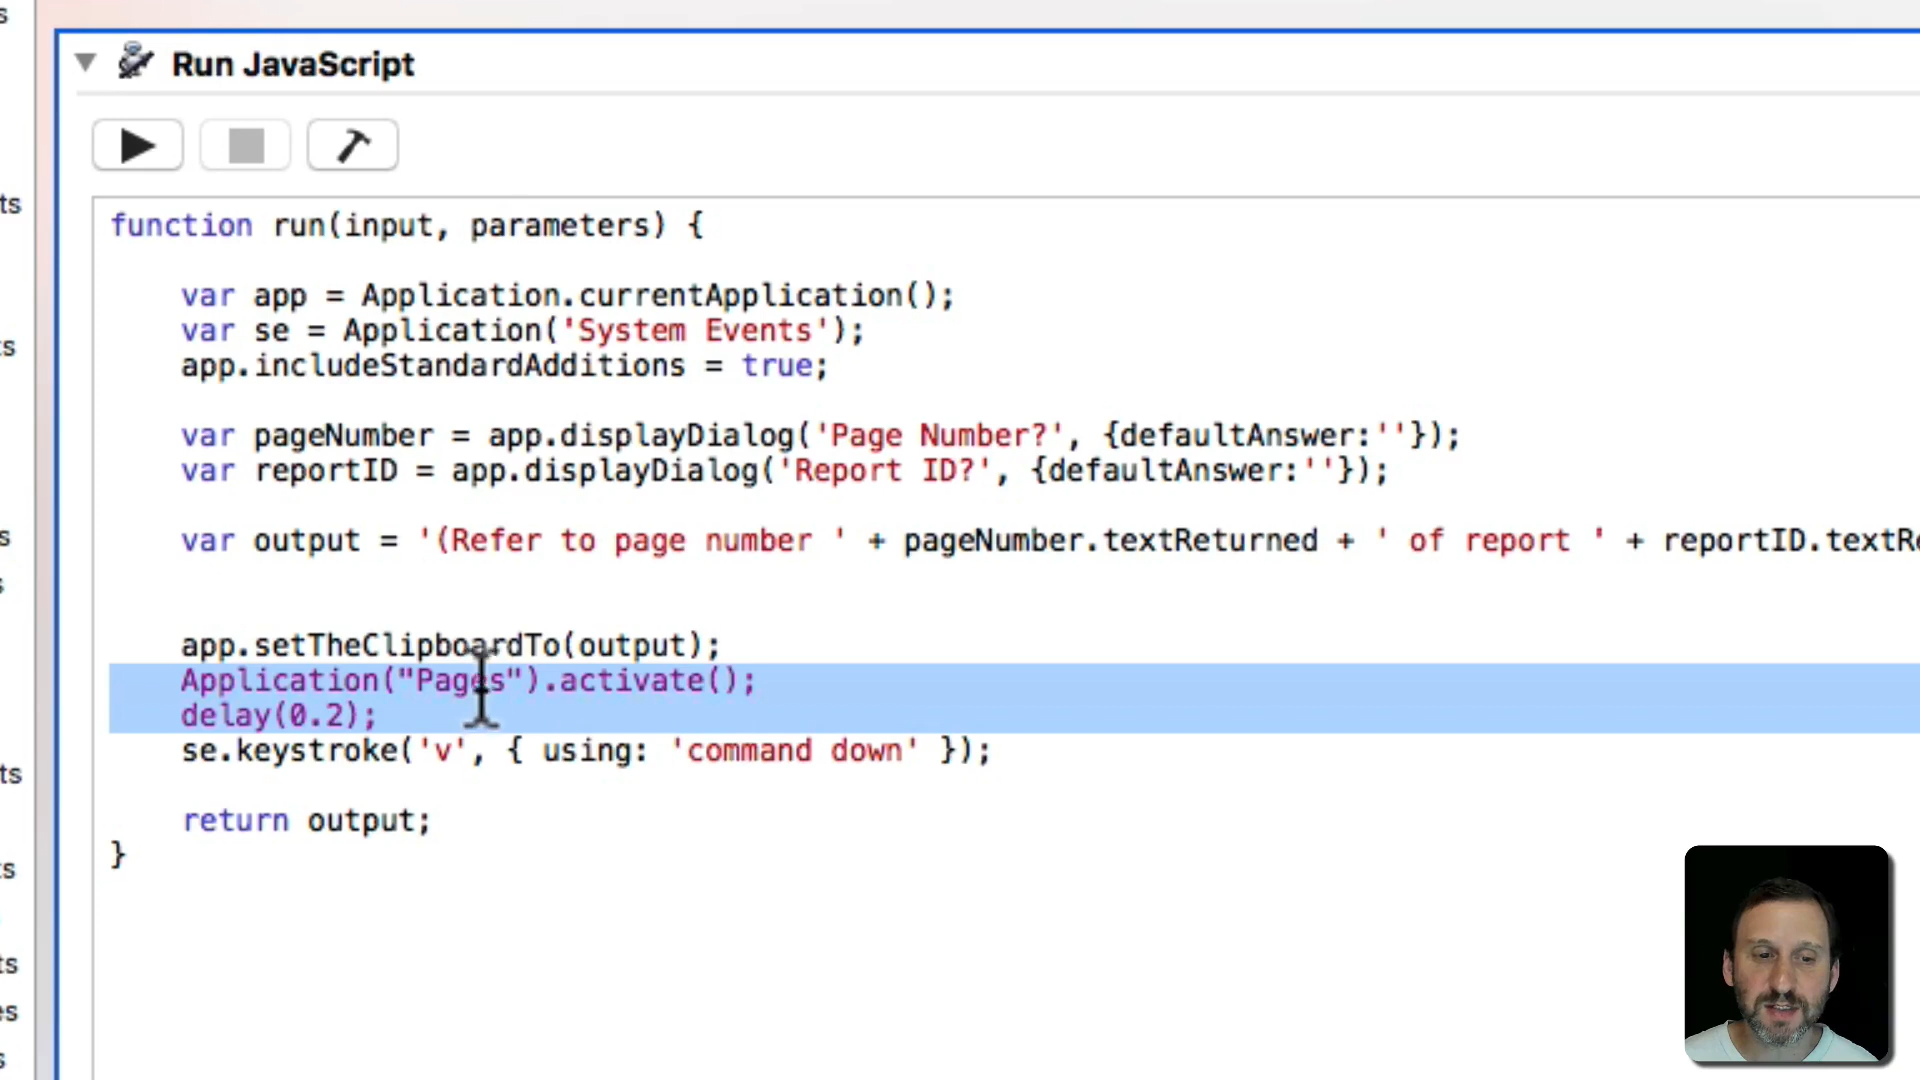 Run JavaScript
function run(input, parameters) {
var app = Application.currentApplication();
var se = Application('System Events');
app.includeStandardAdditions = true;
var pageNumber = app.displayDialog('Page Number?', {defaultAnswer:''});
var reportID = app.displayDialog('Report ID?', {defaultAnswer:''});
var output = '(Refer to page number ' + pageNumber.textReturned + ' of report ' + reportID.textRe
app.setTheClipboardTo(output);
Application("Pages").activate();
delay(0.2);
se.keystroke('v', { using: 'command down' });
return output;
}